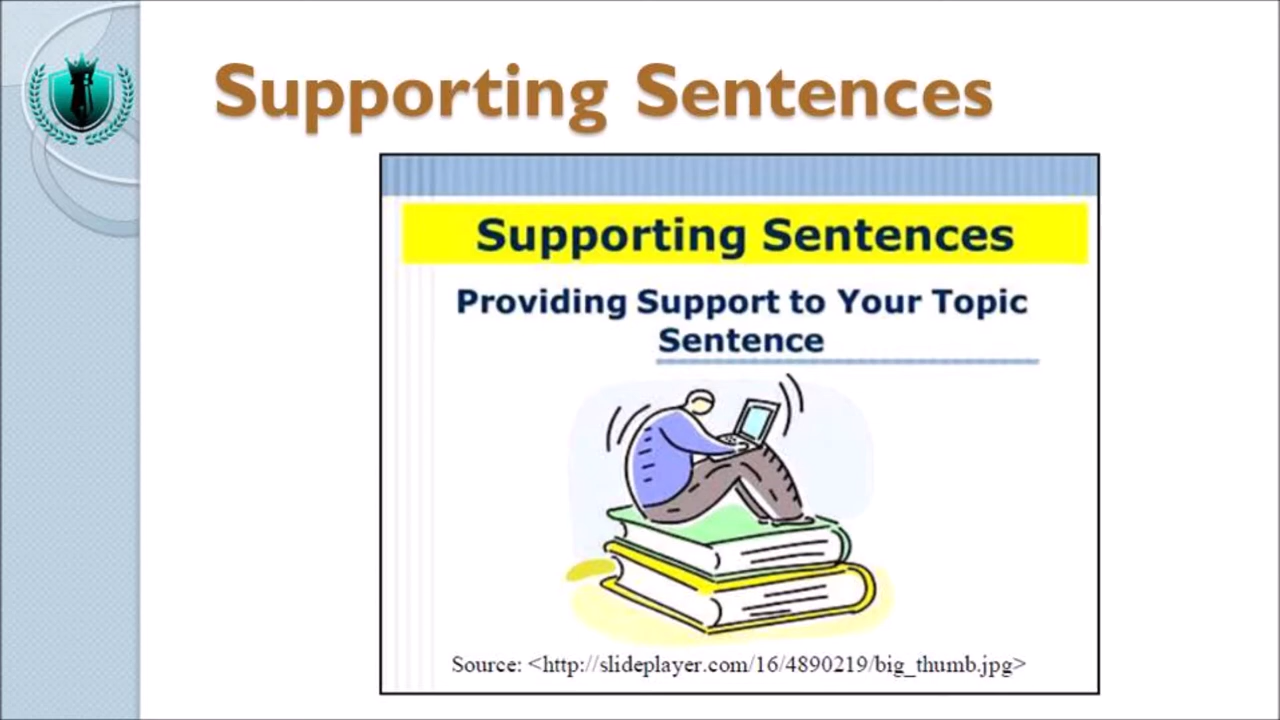 Supporting Sentences
Supporting Sentences
Providing Support to Your Topic
Sentence
Source: <http://slideplayer.com/16/4890219/big_thumb.jpg>